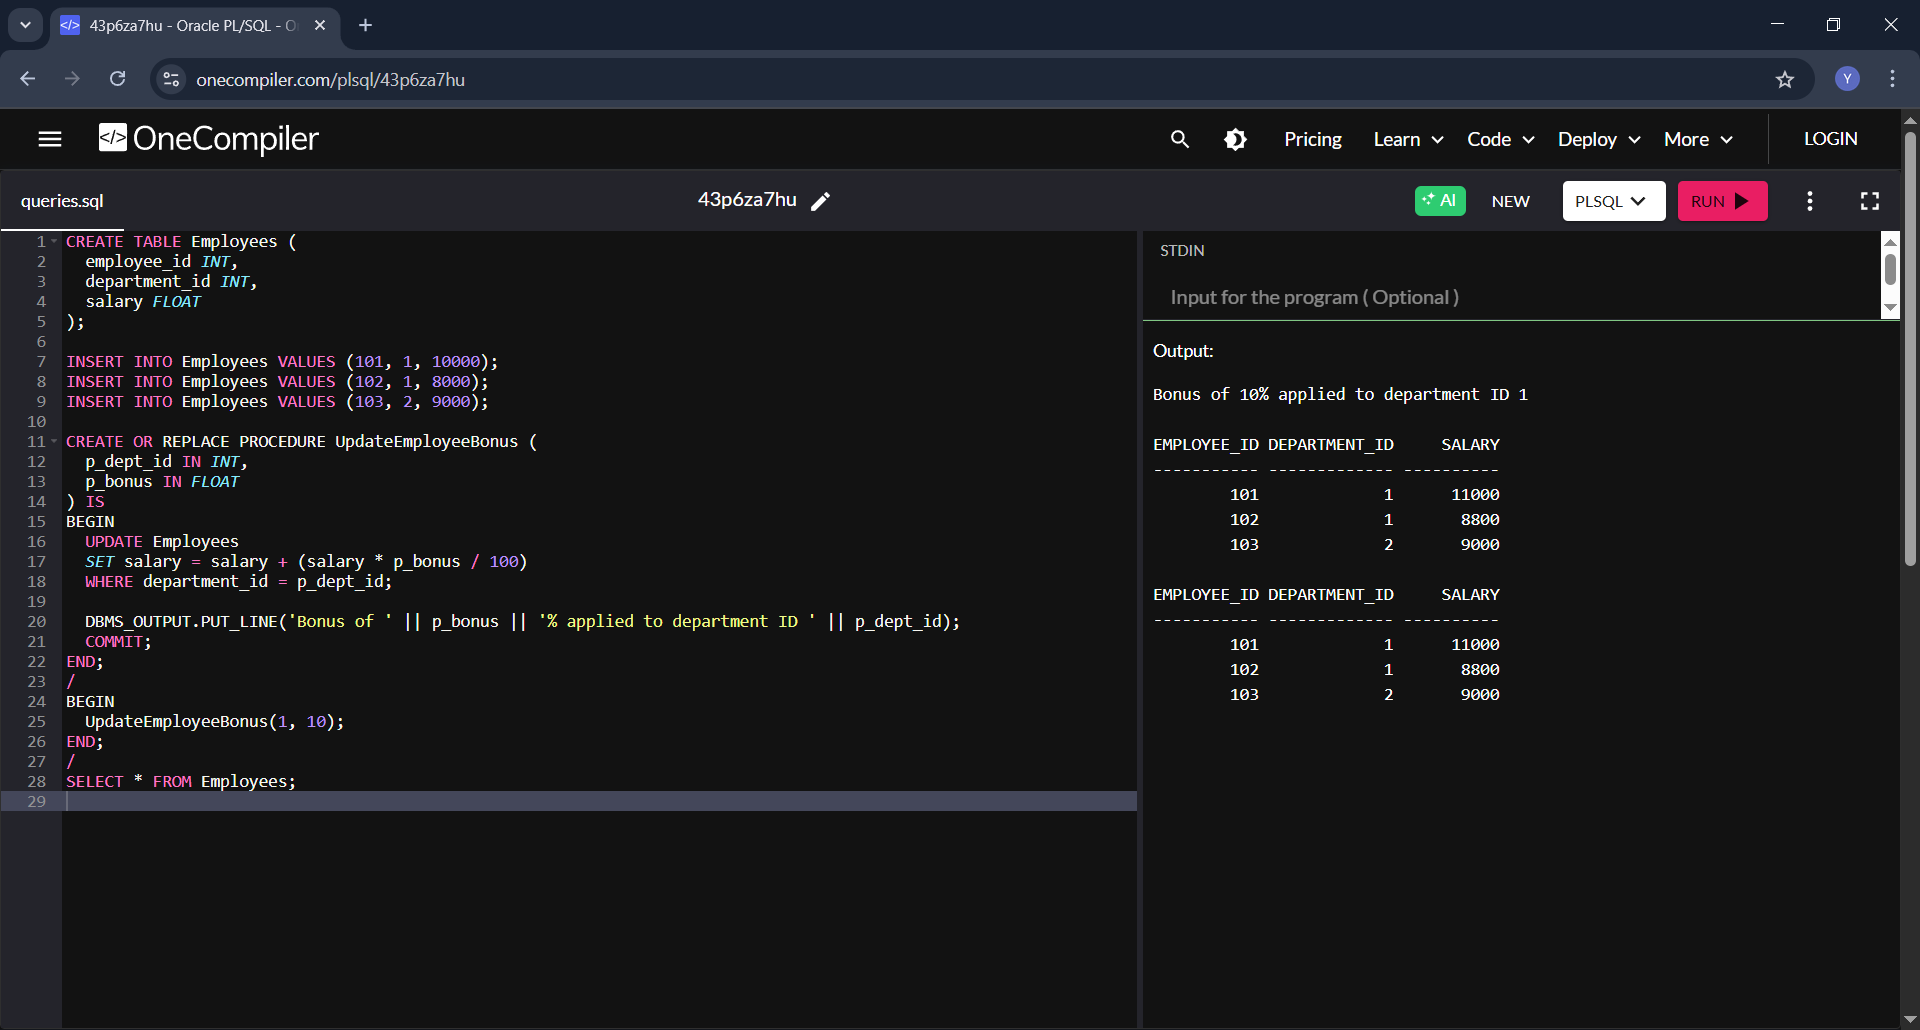 43p6za7hu - Oracle PL/SQL - O
onecompiler.com/plsql/43p6za7hu
Y
</> OneCompiler
Pricing
Learn
Code
Deploy
More
LOGIN
queries.sql
43p6za7hu
AI
NEW
PLSQL
RUN
1 CREATE TABLE Employees (
2   employee_id INT,
3   department_id INT,
4   salary FLOAT
5 );
6
7 INSERT INTO Employees VALUES (101, 1, 10000);
8 INSERT INTO Employees VALUES (102, 1, 8000);
9 INSERT INTO Employees VALUES (103, 2, 9000);
10
11 CREATE OR REPLACE PROCEDURE UpdateEmployeeBonus (
12   p_dept_id IN INT,
13   p_bonus IN FLOAT
14 ) IS
15 BEGIN
16   UPDATE Employees
17   SET salary = salary + (salary * p_bonus / 100)
18   WHERE department_id = p_dept_id;
19
20   DBMS_OUTPUT.PUT_LINE('Bonus of ' || p_bonus || '% applied to department ID ' || p_dept_id);
21   COMMIT;
22 END;
23 /
24 BEGIN
25   UpdateEmployeeBonus(1, 10);
26 END;
27 /
28 SELECT * FROM Employees;
29
STDIN
Input for the program ( Optional )
Output:
Bonus of 10% applied to department ID 1
EMPLOYEE_ID DEPARTMENT_ID     SALARY
----------- ------------- ----------
        101             1      11000
        102             1       8800
        103             2       9000
EMPLOYEE_ID DEPARTMENT_ID     SALARY
----------- ------------- ----------
        101             1      11000
        102             1       8800
        103             2       9000